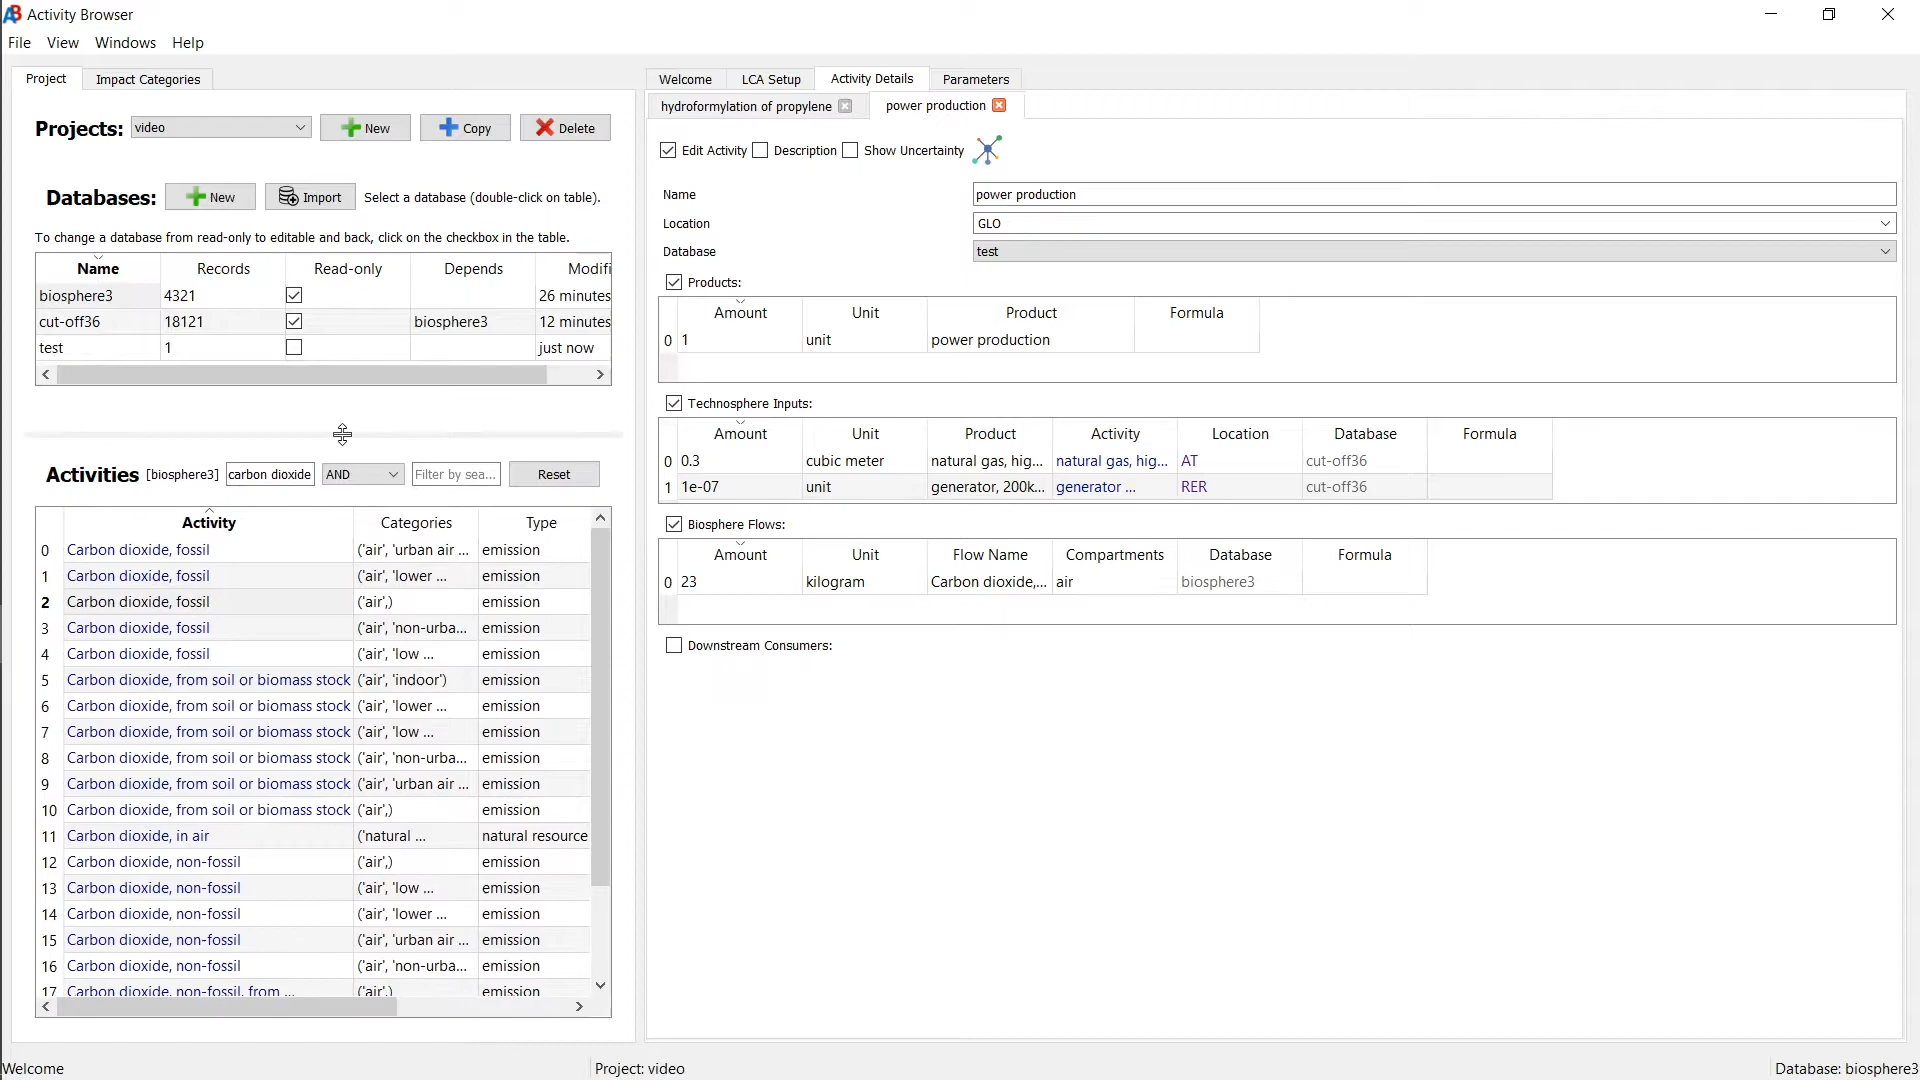 Activity Browser
File View Windows Help
Project Impact Categories
Projects: video New Copy Delete
Databases: New Import Select a database (double-click on table).
To change a database from read-only to editable and back, click on the checkbox in the table.
Name Records Read-only Depends Modifi
biosphere3 4321 26 minutes
cut-off36 18121 biosphere3 12 minutes
test 1 just now
Activities [biosphere3] carbon dioxide AND Filter by sea... Reset
Activity Categories Type
0 Carbon dioxide, fossil ('air', 'urban air ... emission
1 Carbon dioxide, fossil ('air', 'lower ... emission
2 Carbon dioxide, fossil ('air',) emission
3 Carbon dioxide, fossil ('air', 'non-urba... emission
4 Carbon dioxide, fossil ('air', 'low ... emission
5 Carbon dioxide, from soil or biomass stock ('air', 'indoor') emission
6 Carbon dioxide, from soil or biomass stock ('air', 'lower ... emission
7 Carbon dioxide, from soil or biomass stock ('air', 'low ... emission
8 Carbon dioxide, from soil or biomass stock ('air', 'non-urba... emission
9 Carbon dioxide, from soil or biomass stock ('air', 'urban air ... emission
10 Carbon dioxide, from soil or biomass stock ('air',) emission
11 Carbon dioxide, in air ('natural ... natural resource
12 Carbon dioxide, non-fossil ('air',) emission
13 Carbon dioxide, non-fossil ('air', 'low ... emission
14 Carbon dioxide, non-fossil ('air', 'lower ... emission
15 Carbon dioxide, non-fossil ('air', 'urban air ... emission
16 Carbon dioxide, non-fossil ('air', 'non-urba... emission
17 Carbon dioxide, non-fossil, from ... ('air',) emission
Welcome LCA Setup Activity Details Parameters
hydroformylation of propylene power production
Edit Activity Description Show Uncertainty
Name power production
Location GLO
Database test
Products:
Amount Unit Product Formula
0 1 unit power production
Technosphere Inputs:
Amount Unit Product Activity Location Database Formula
0 0.3 cubic meter natural gas, hig... natural gas, hig... AT cut-off36
1 1e-07 unit generator, 200k... generator ... RER cut-off36
Biosphere Flows:
Amount Unit Flow Name Compartments Database Formula
0 23 kilogram Carbon dioxide,... air biosphere3
Downstream Consumers:
Welcome Project: video Database: biosphere3